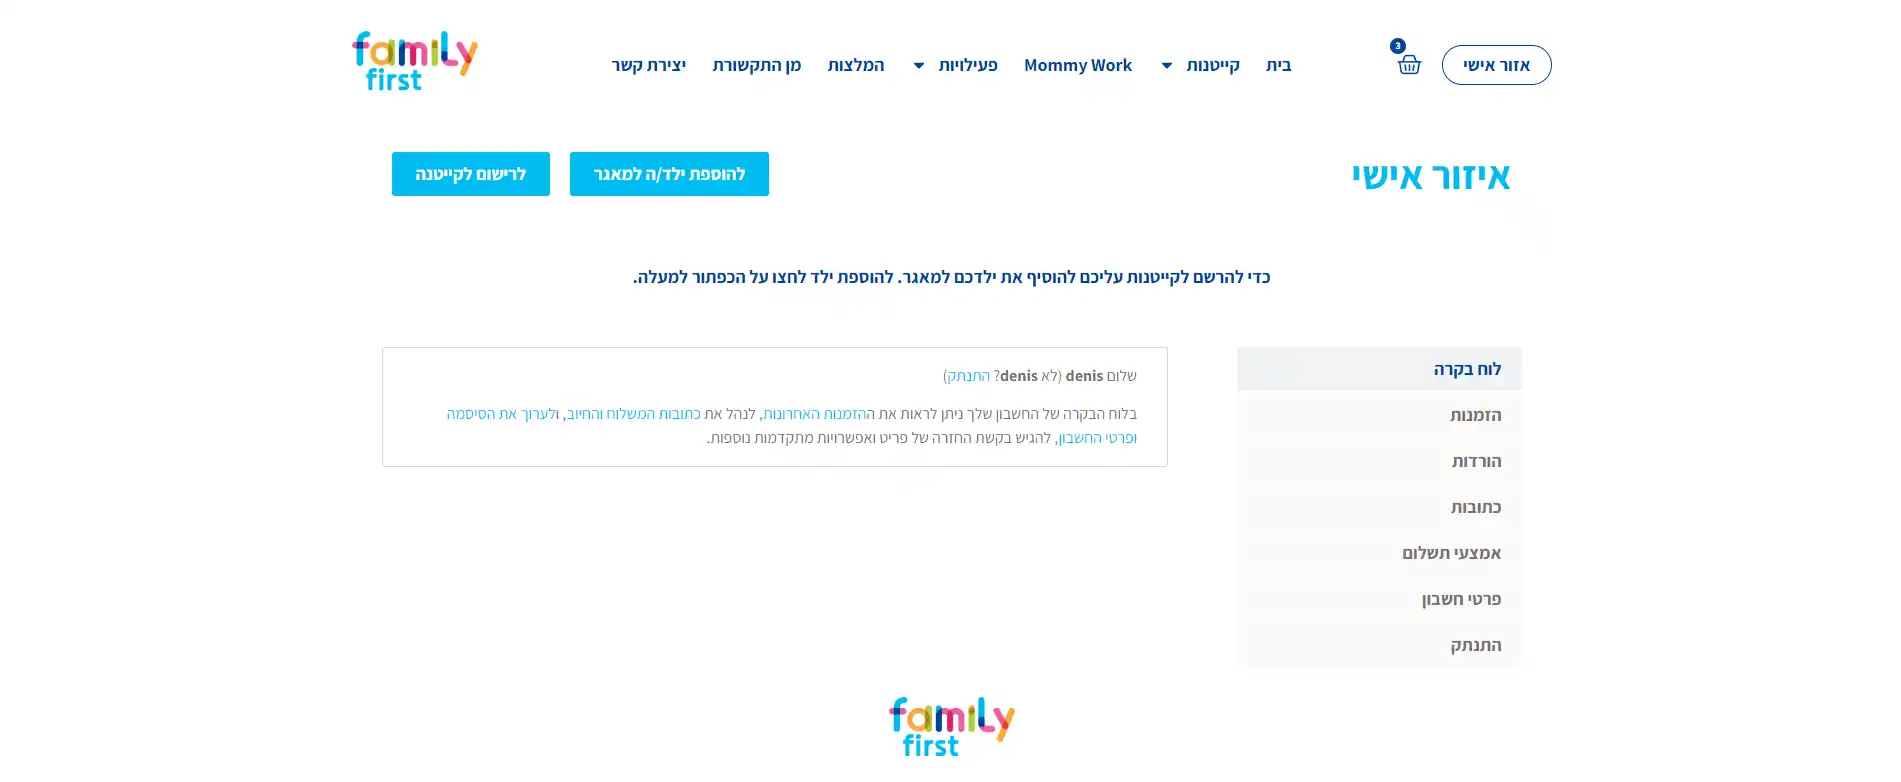 אזור אישי
3
בית
קייטנות
Mommy Work
פעילויות
המלצות
מן התקשורת
יצירת קשר
family
first
איזור אישי
להוספת ילד/ה למאגר
לרישום לקייטנה
כדי להרשם לקייטנות עליכם להוסיף את ילדכם למאגר. להוספת ילד לחצו על הכפתור למעלה.
לוח בקרה
הזמנות
הורדות
כתובות
אמצעי תשלום
פרטי חשבון
התנתק
שלום denis (לא denis? התנתק)
בלוח הבקרה של החשבון שלך ניתן לראות את ההזמנות האחרונות, לנהל את כתובות המשלוח והחיוב, ולערוך את הסיסמה
ופרטי החשבון, להגיש בקשת החזרה של פריט ואפשרויות מתקדמות נוספות.
family
first